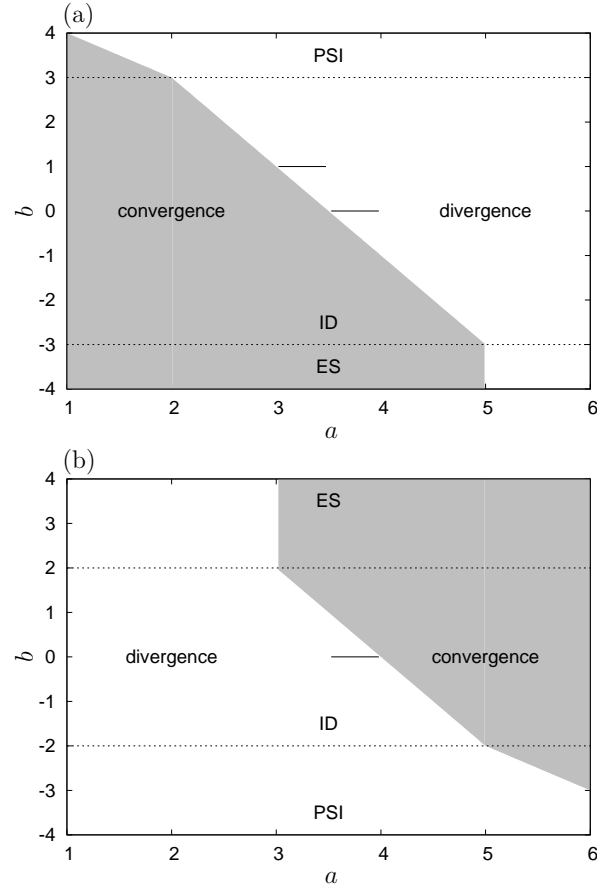 (a)
4
PSI
3
2
1
b
0
convergence
divergence
-1
-2
ID
-3
ES
-4
1 2 3 4 5 6
a
(b)
4
ES
3
2
1
b
0
divergence
convergence
-1
ID
-2
-3
PSI
-4
1 2 3 4 5 6
a